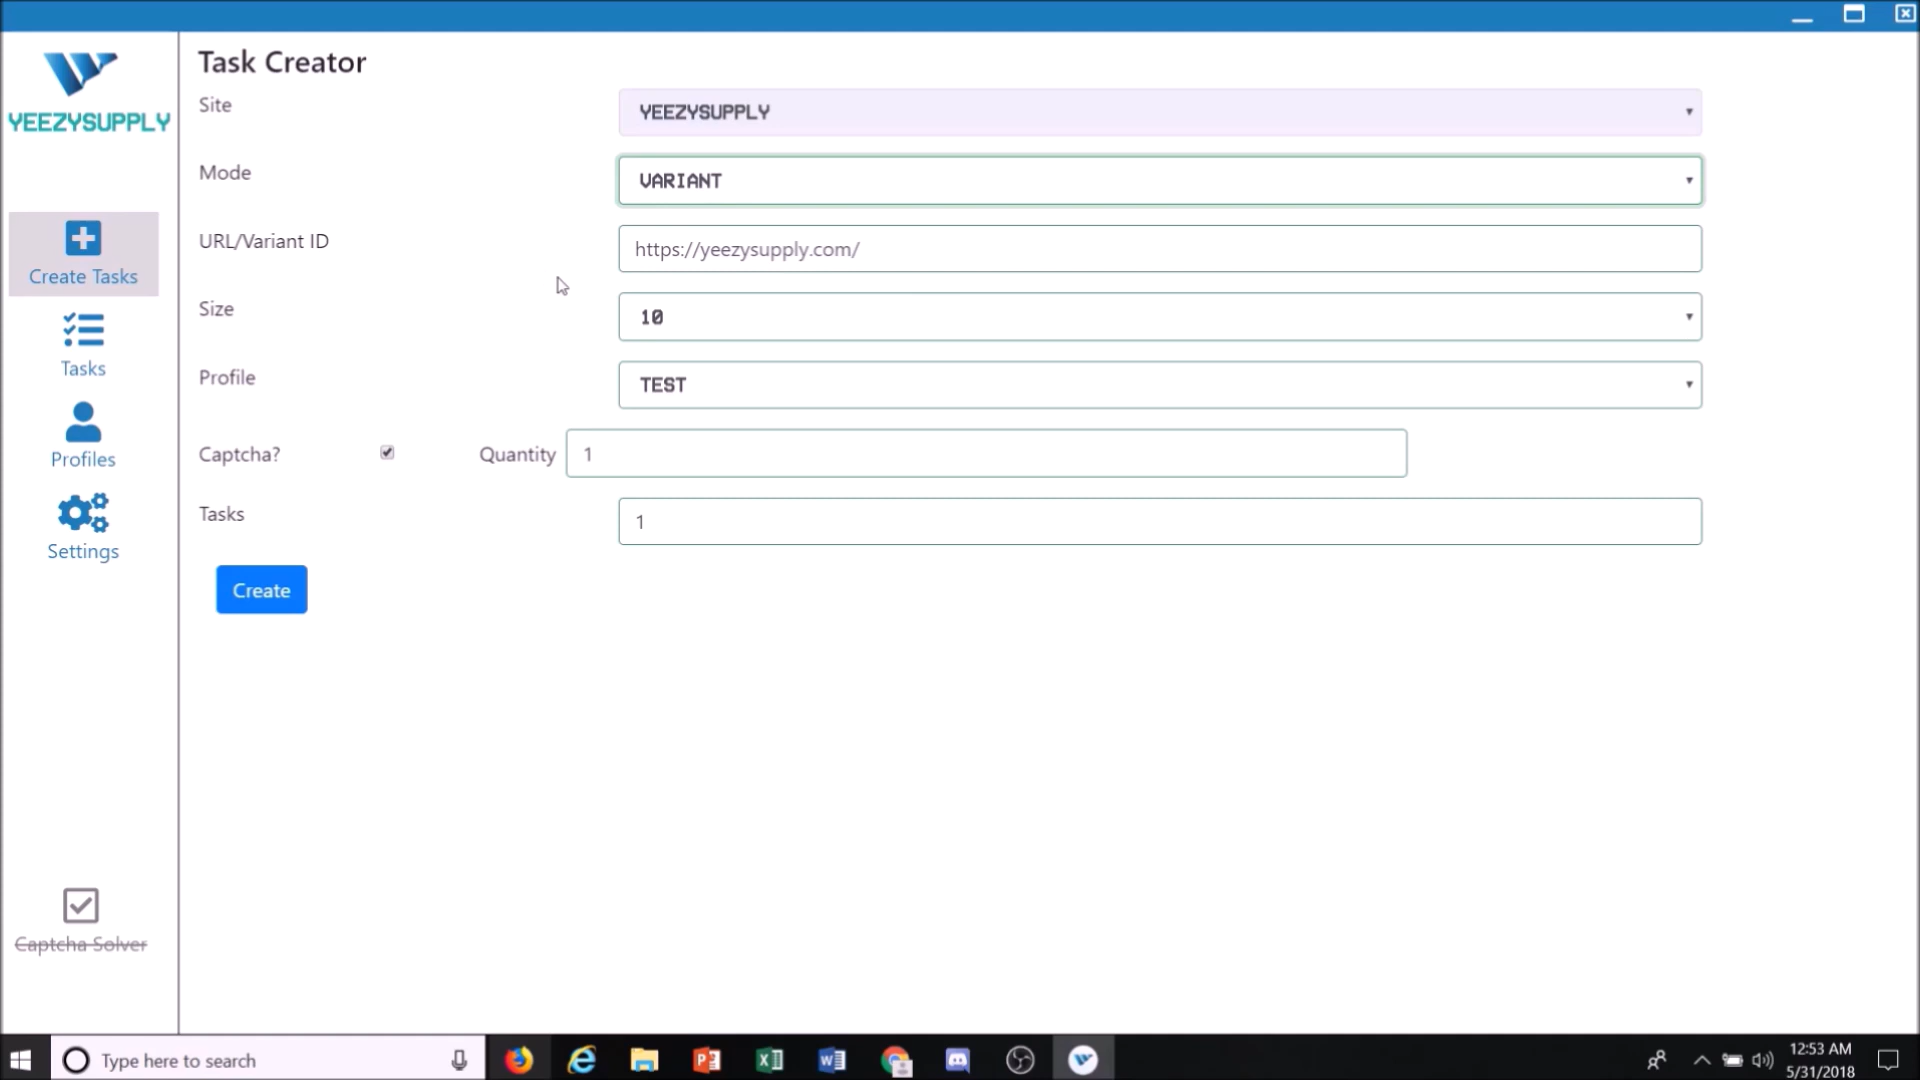 Task Creator
YEEZYSUPPLY
Site
YEEZYSUPPLY
Mode
VARIANT
URL/Variant ID
https://yeezysupply.com/
Create Tasks
Size
10
Tasks
Profile
TEST
Profiles
Captcha?
Quantity 1
Tasks
1
Settings
Create
Captcha Solver
Type here to search
12:53 AM
5/31/2018